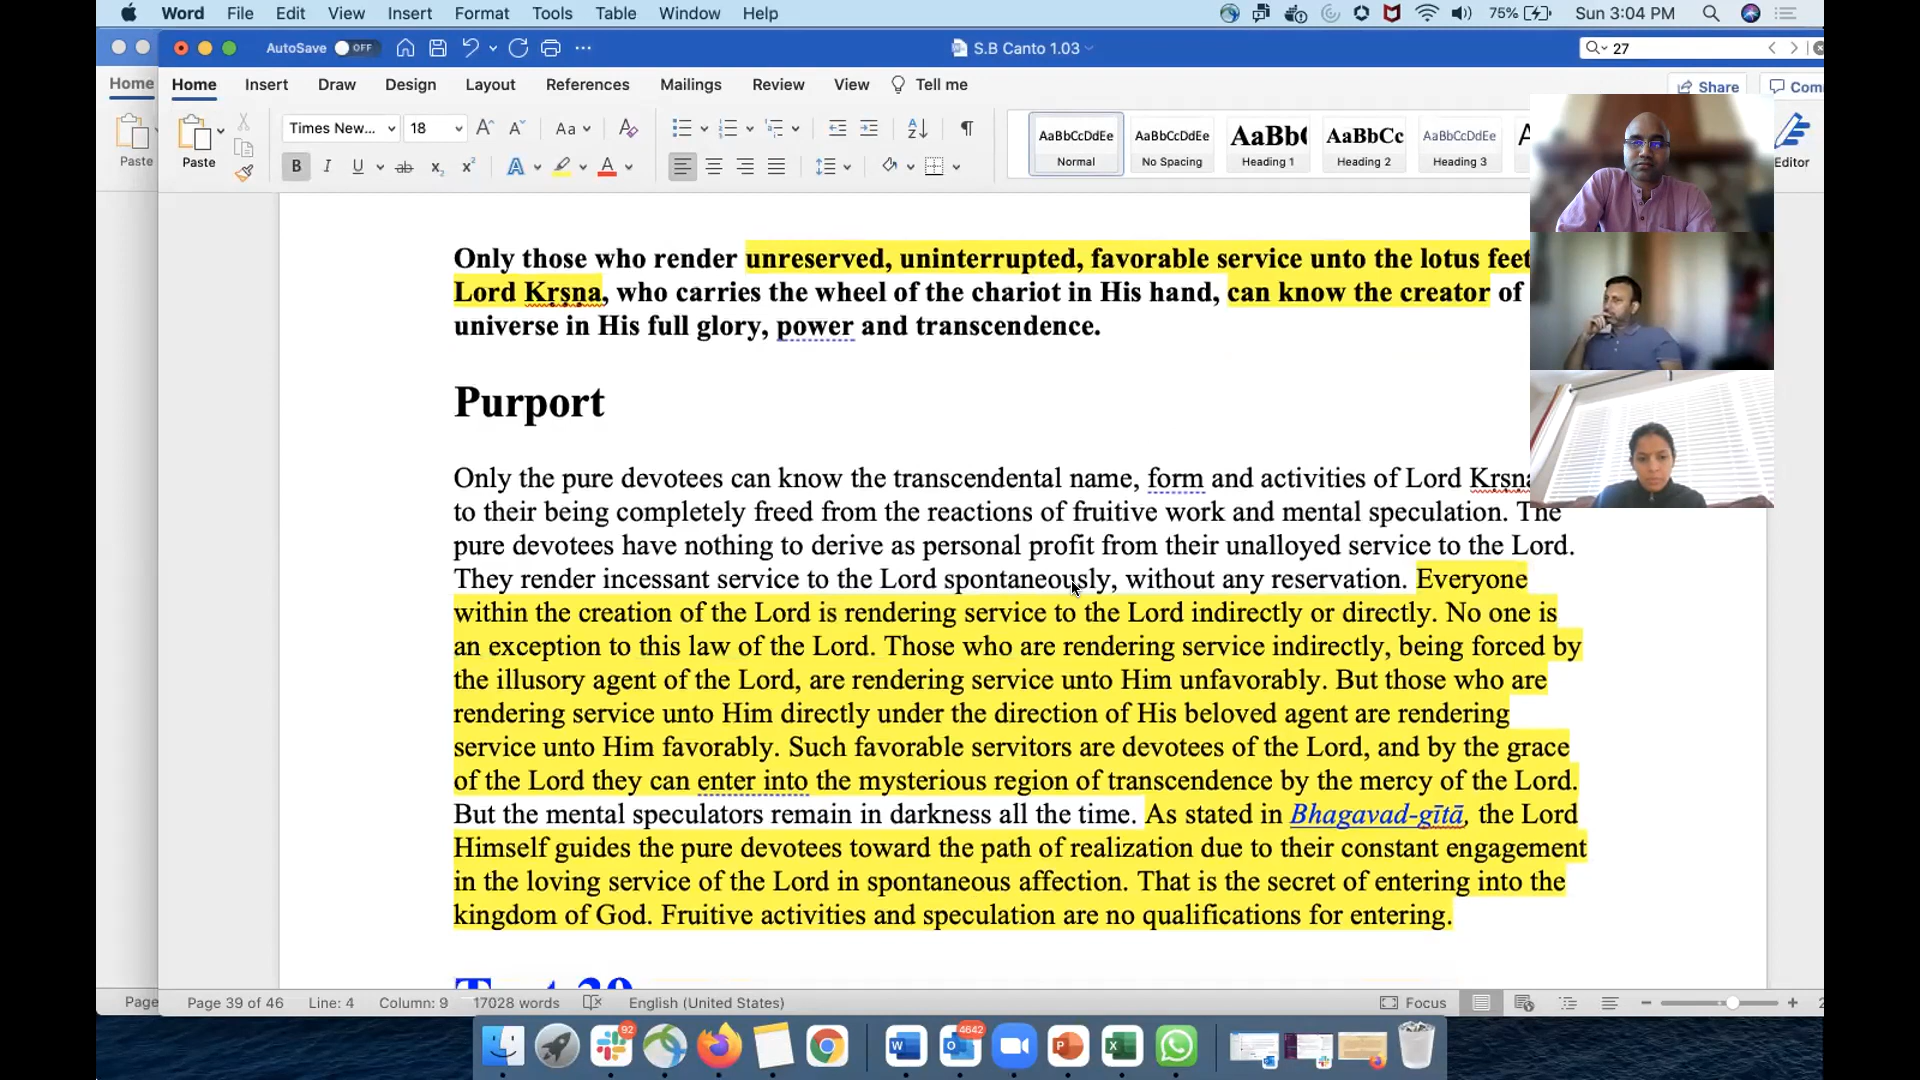 Word File Edit View Insert Format Tools Table Window Help 75% Sun 3:04 PM
AutoSave OFF S.B Canto 1.03 27
Home Home Insert Draw Design Layout References Mailings Review View Tell me Share Com
Paste Paste Times New... 18 Aa AaBbCcDdEe AaBbCcDdEe AaBb( AaBbCc AaBbCcDdEe
B I U ab Normal No Spacing Heading 1 Heading 2 Heading 3 Editor
Only those who render unreserved, uninterrupted, favorable service unto the lotus feet
Lord Kṛṣṇa, who carries the wheel of the chariot in His hand, can know the creator of
universe in His full glory, power and transcendence.
Purport
Only the pure devotees can know the transcendental name, form and activities of Lord Kṛṣṇa
to their being completely freed from the reactions of fruitive work and mental speculation. The
pure devotees have nothing to derive as personal profit from their unalloyed service to the Lord.
They render incessant service to the Lord spontaneously, without any reservation. Everyone
within the creation of the Lord is rendering service to the Lord indirectly or directly. No one is
an exception to this law of the Lord. Those who are rendering service indirectly, being forced by
the illusory agent of the Lord, are rendering service unto Him unfavorably. But those who are
rendering service unto Him directly under the direction of His beloved agent are rendering
service unto Him favorably. Such favorable servitors are devotees of the Lord, and by the grace
of the Lord they can enter into the mysterious region of transcendence by the mercy of the Lord.
But the mental speculators remain in darkness all the time. As stated in Bhagavad-gītā, the Lord
Himself guides the pure devotees toward the path of realization due to their constant engagement
in the loving service of the Lord in spontaneous affection. That is the secret of entering into the
kingdom of God. Fruitive activities and speculation are no qualifications for entering.
Page Page 39 of 46 Line: 4 Column: 9 17028 words English (United States) Focus
92 4642